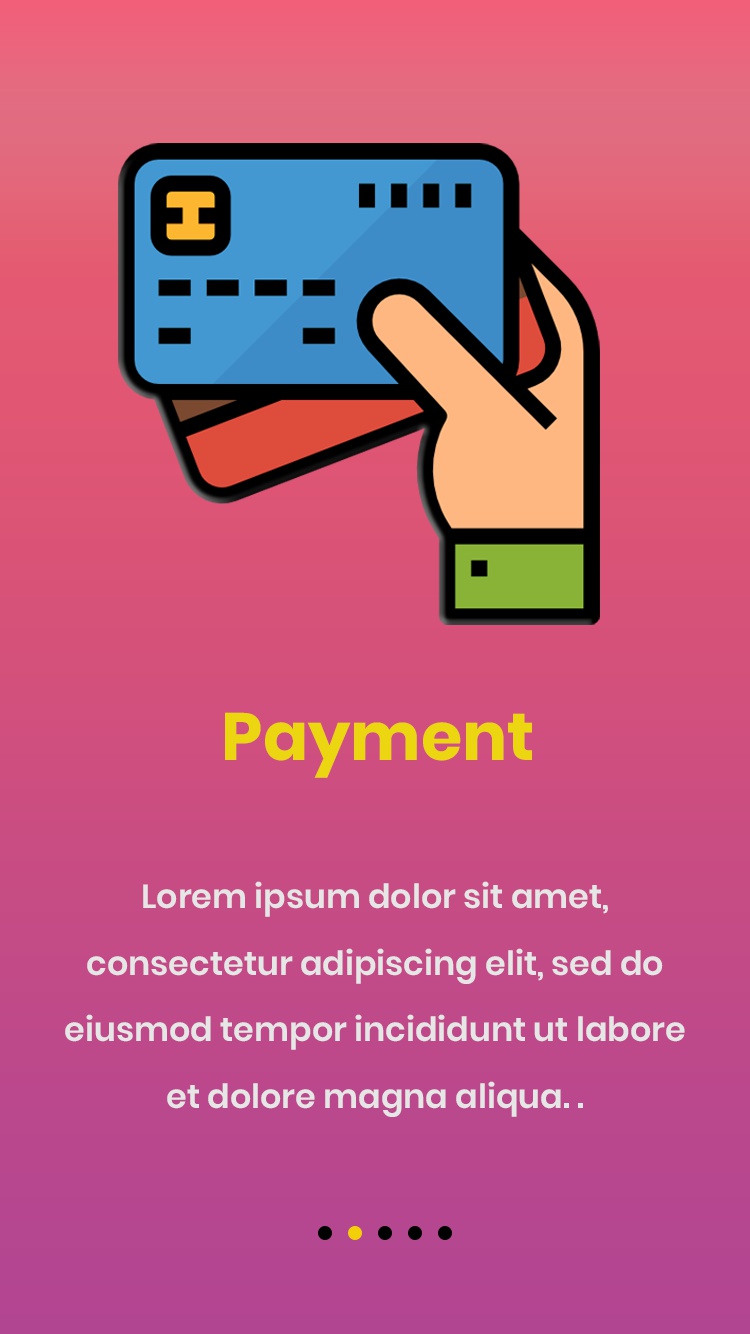 Payment
Lorem ipsum dolor sit amet,
consectetur adipiscing elit, sed do
eiusmod tempor incididunt ut labore
et dolore magna aliqua. .